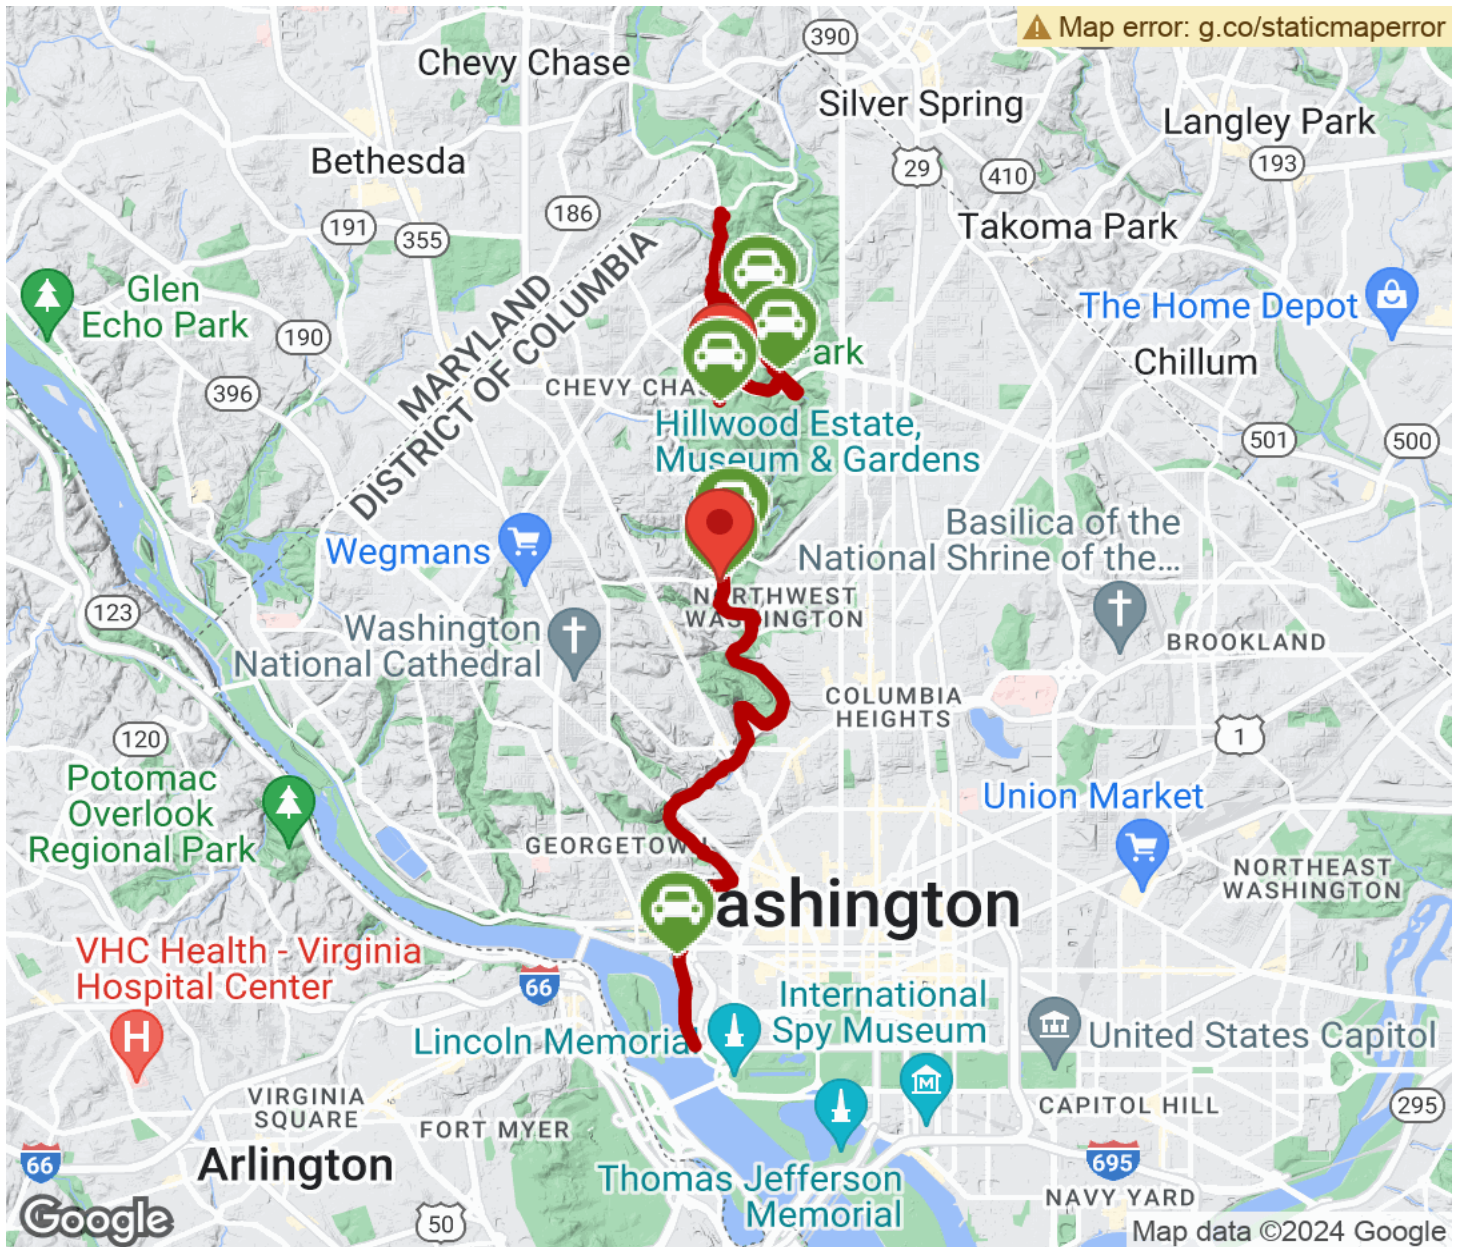 390
Map error: g.co/staticmaperror
Chevy Chase
Silver Spring
Langley Park
193
Bethesda
29
410
186
191
355
Takoma Park
MARYLAND
DISTRICT OF COLUMBIA
Glen
Echo Park
190
The Home Depot
ark
Chillum
396
CHEVY CHA
Hillwood Estate,
Museum & Gardens
501
500
Wegmans
Basilica of the
National Shrine of the...
123
NORTHWEST
WASHINGTON
Washington
National Cathedral
BROOKLAND
COLUMBIA
HEIGHTS
120
1
Potomac
Overlook
Regional Park
Union Market
GEORGETOWN
NORTHEAST
WASHINGTON
ashington
VHC Health - Virginia
Hospital Center
66
H
International
Spy Museum
Lincoln Memorial
United States Capitol
M
VIRGINIA
SQUARE
FORT MYER
CAPITOL HILL
295
66
Arlington
695
Thomas Jefferson
Memorial
NAVY YARD
Google
50
Map data ©2024 Google